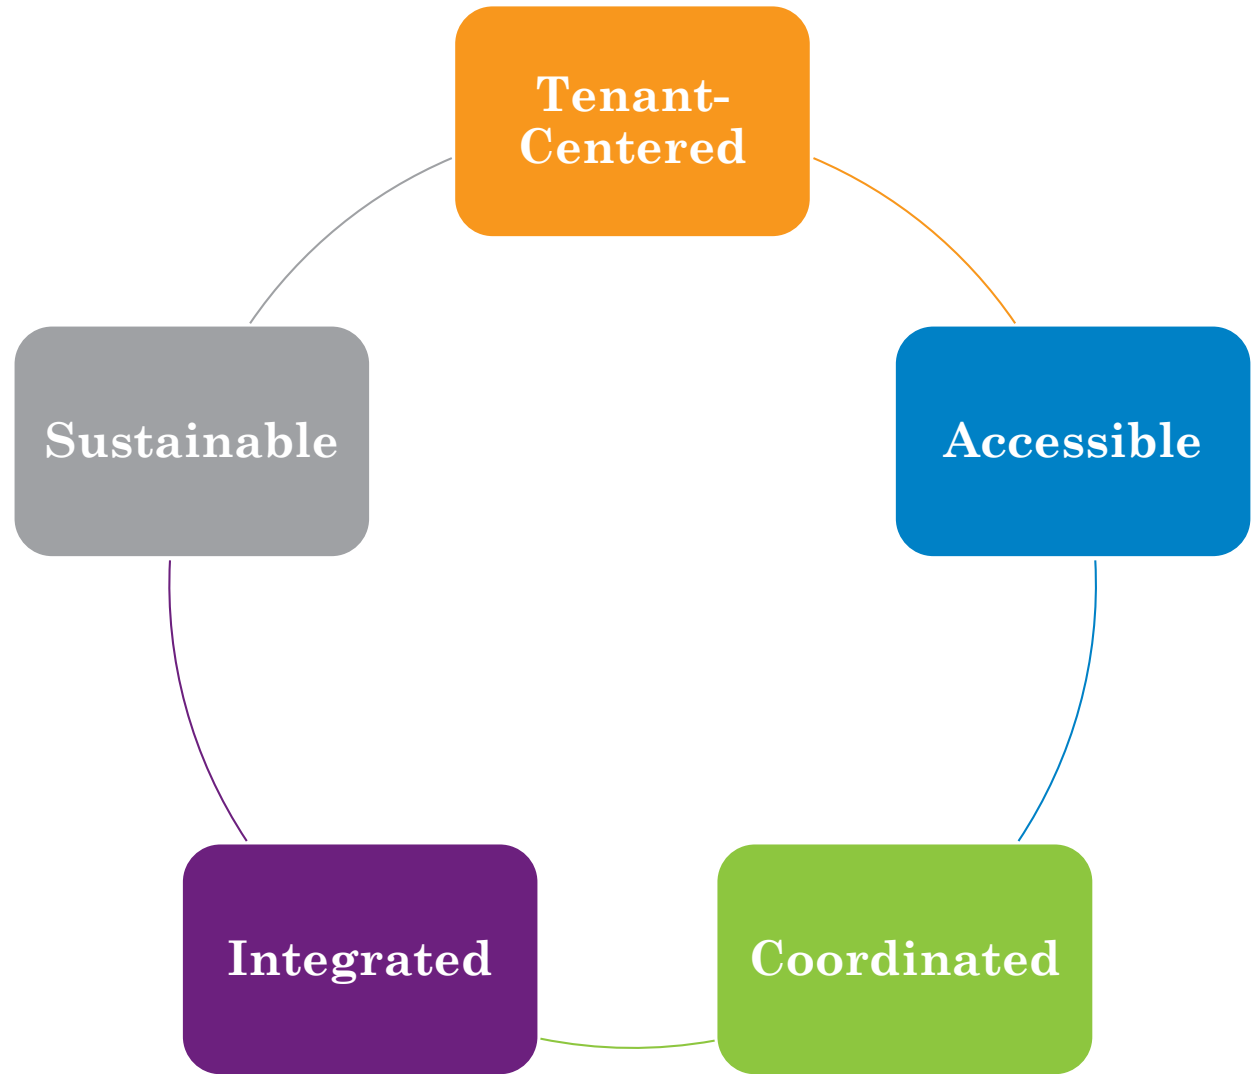 Tenant-
Centered
Accessible
Coordinated
Integrated
Sustainable